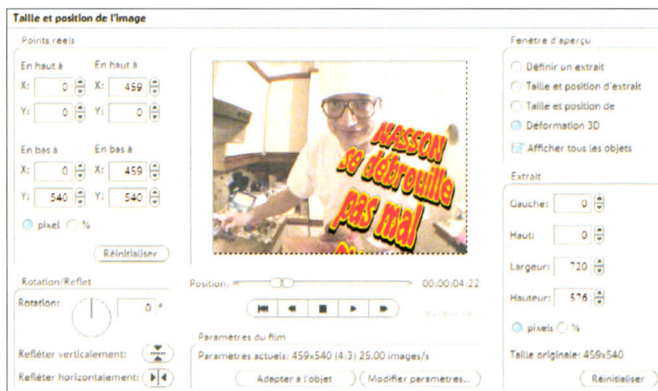 Taille et position de l'image
Points réels
En haut à
En haut à
X: 0
X: 459
Y: 0
Y: 0
En bas à
En bas à
X: 0
X: 459
Y: 540
Y: 540
pixel
%
Réinitialiser
Rotation/Reflet
Rotation: 0 °
Refléter verticalement:
Refléter horizontalement:
MASSON
se débrouille
pas mal
Position:
00:00:04:22
Paramètres du film
Paramètres actuels: 459x540 (4:3) 25.00 images/s
Adapter à l'objet
Modifier paramètres...
Fenêtre d'aperçu
Définir un extrait
Taille et position d'extrait
Taille et position de
Déformation 3D
Afficher tous les objets
Extrait
Gauche: 0
Haut: 0
Largeur: 720
Hauteur: 576
pixels
%
Taille originale: 459x540
Réinitialiser